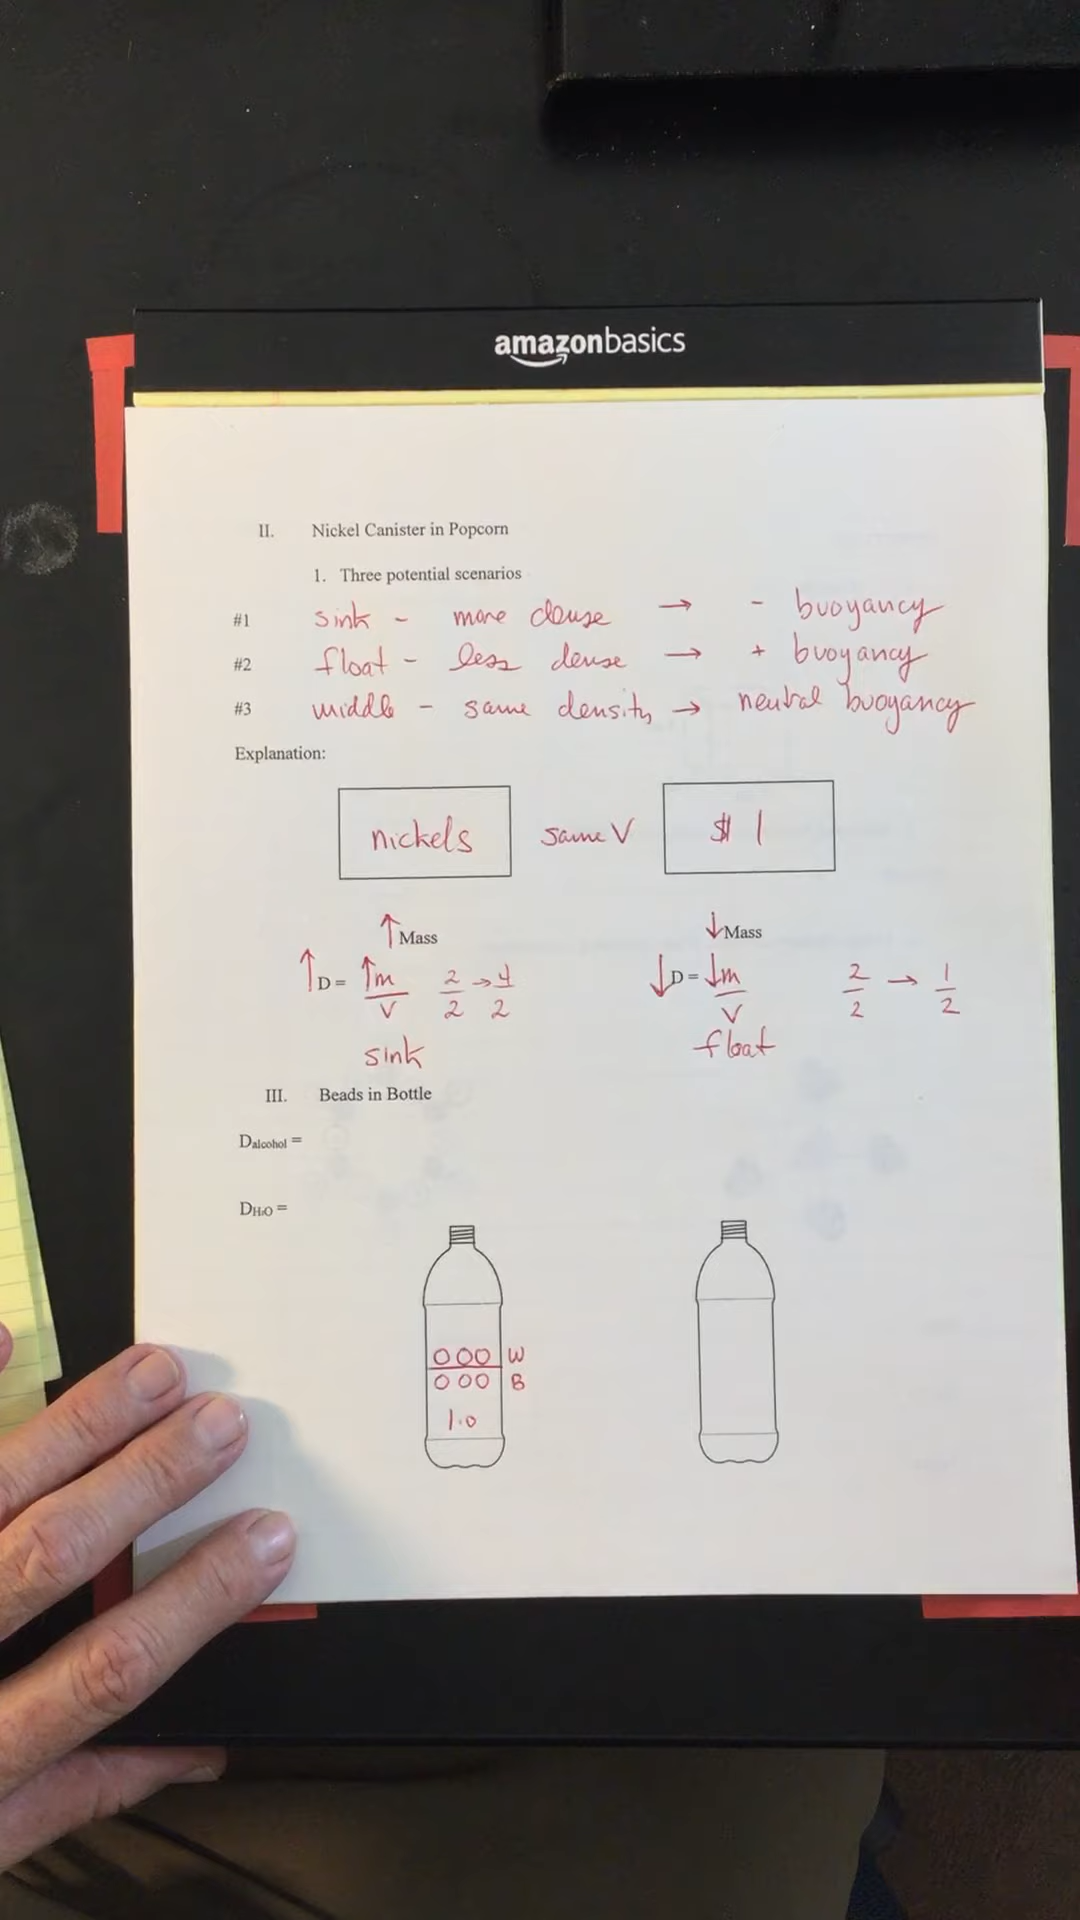 amazonbasics
II. Nickel Canister in Popcorn
1. Three potential scenarios
#1 sink - more dense → - buoyancy
#2 float - less dense → + buoyancy
#3 middle - same density → neutral buoyancy
Explanation:
nickels same V $ 1
↑ Mass ↓ Mass
↑ D = ↑m/V 2/2 → 4/2 ↓ D = ↓m/V 2/2 → 1/2
sink float
III. Beads in Bottle
Dalcohol =
DH₂O =
000 W
000 B
1.0